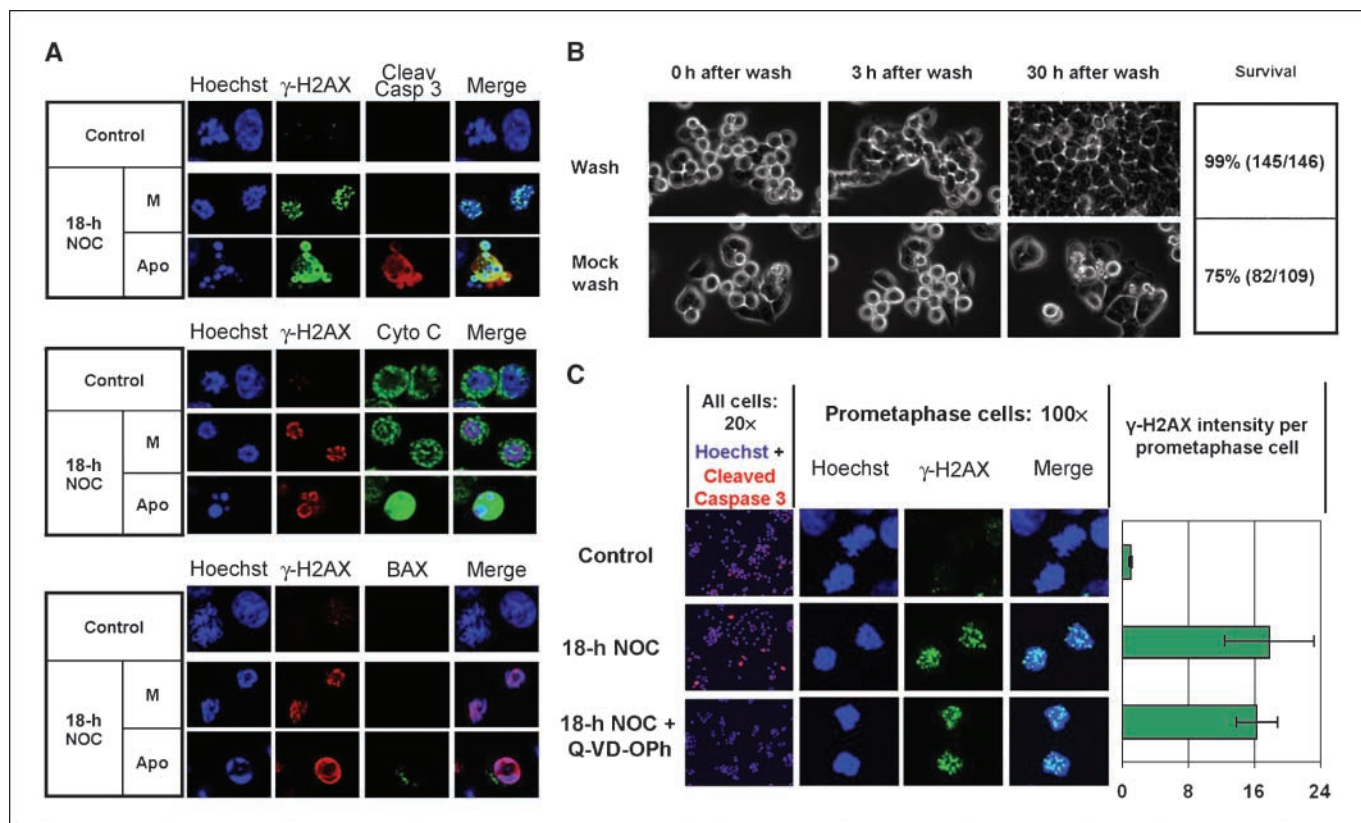 A
Hoechst γ-H2AX Cleav Casp 3 Merge
Control
18-h NOC
M
Apo
Hoechst γ-H2AX Cyto C Merge
Control
18-h NOC
M
Apo
Hoechst γ-H2AX BAX Merge
Control
18-h NOC
M
Apo
B
0 h after wash 3 h after wash 30 h after wash Survival
Wash
99% (145/146)
Mock wash
75% (82/109)
C
All cells:
20×
Hoechst +
Cleaved
Caspase 3
Prometaphase cells: 100×
Hoechst γ-H2AX Merge
γ-H2AX intensity per
prometaphase cell
Control
18-h NOC
18-h NOC +
Q-VD-OPh
0 8 16 24